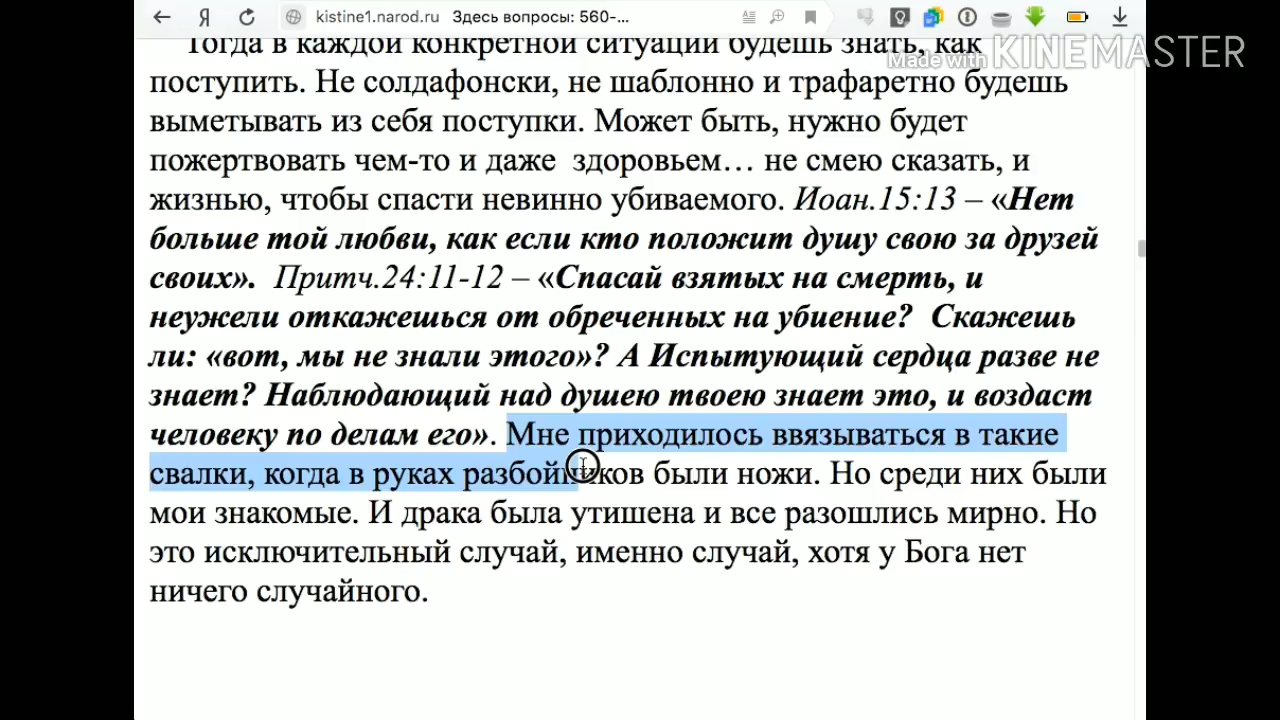 kistine1.narod.ru Здесь вопросы: 560-...
Made with KINEMASTER
Тогда в каждой конкретной ситуации будешь знать, как
поступить. Не солдафонски, не шаблонно и трафаретно будешь
выметывать из себя поступки. Может быть, нужно будет
пожертвовать чем-то и даже здоровьем… не смею сказать, и
жизнью, чтобы спасти невинно убиваемого. Иоан.15:13 – «Нет
больше той любви, как если кто положит душу свою за друзей
своих». Притч.24:11-12 – «Спасай взятых на смерть, и
неужели откажешься от обреченных на убиение? Скажешь
ли: «вот, мы не знали этого»? А Испытующий сердца разве не
знает? Наблюдающий над душею твоею знает это, и воздаст
человеку по делам его». Мне приходилось ввязываться в такие
свалки, когда в руках разбойников были ножи. Но среди них были
мои знакомые. И драка была утишена и все разошлись мирно. Но
это исключительный случай, именно случай, хотя у Бога нет
ничего случайного.